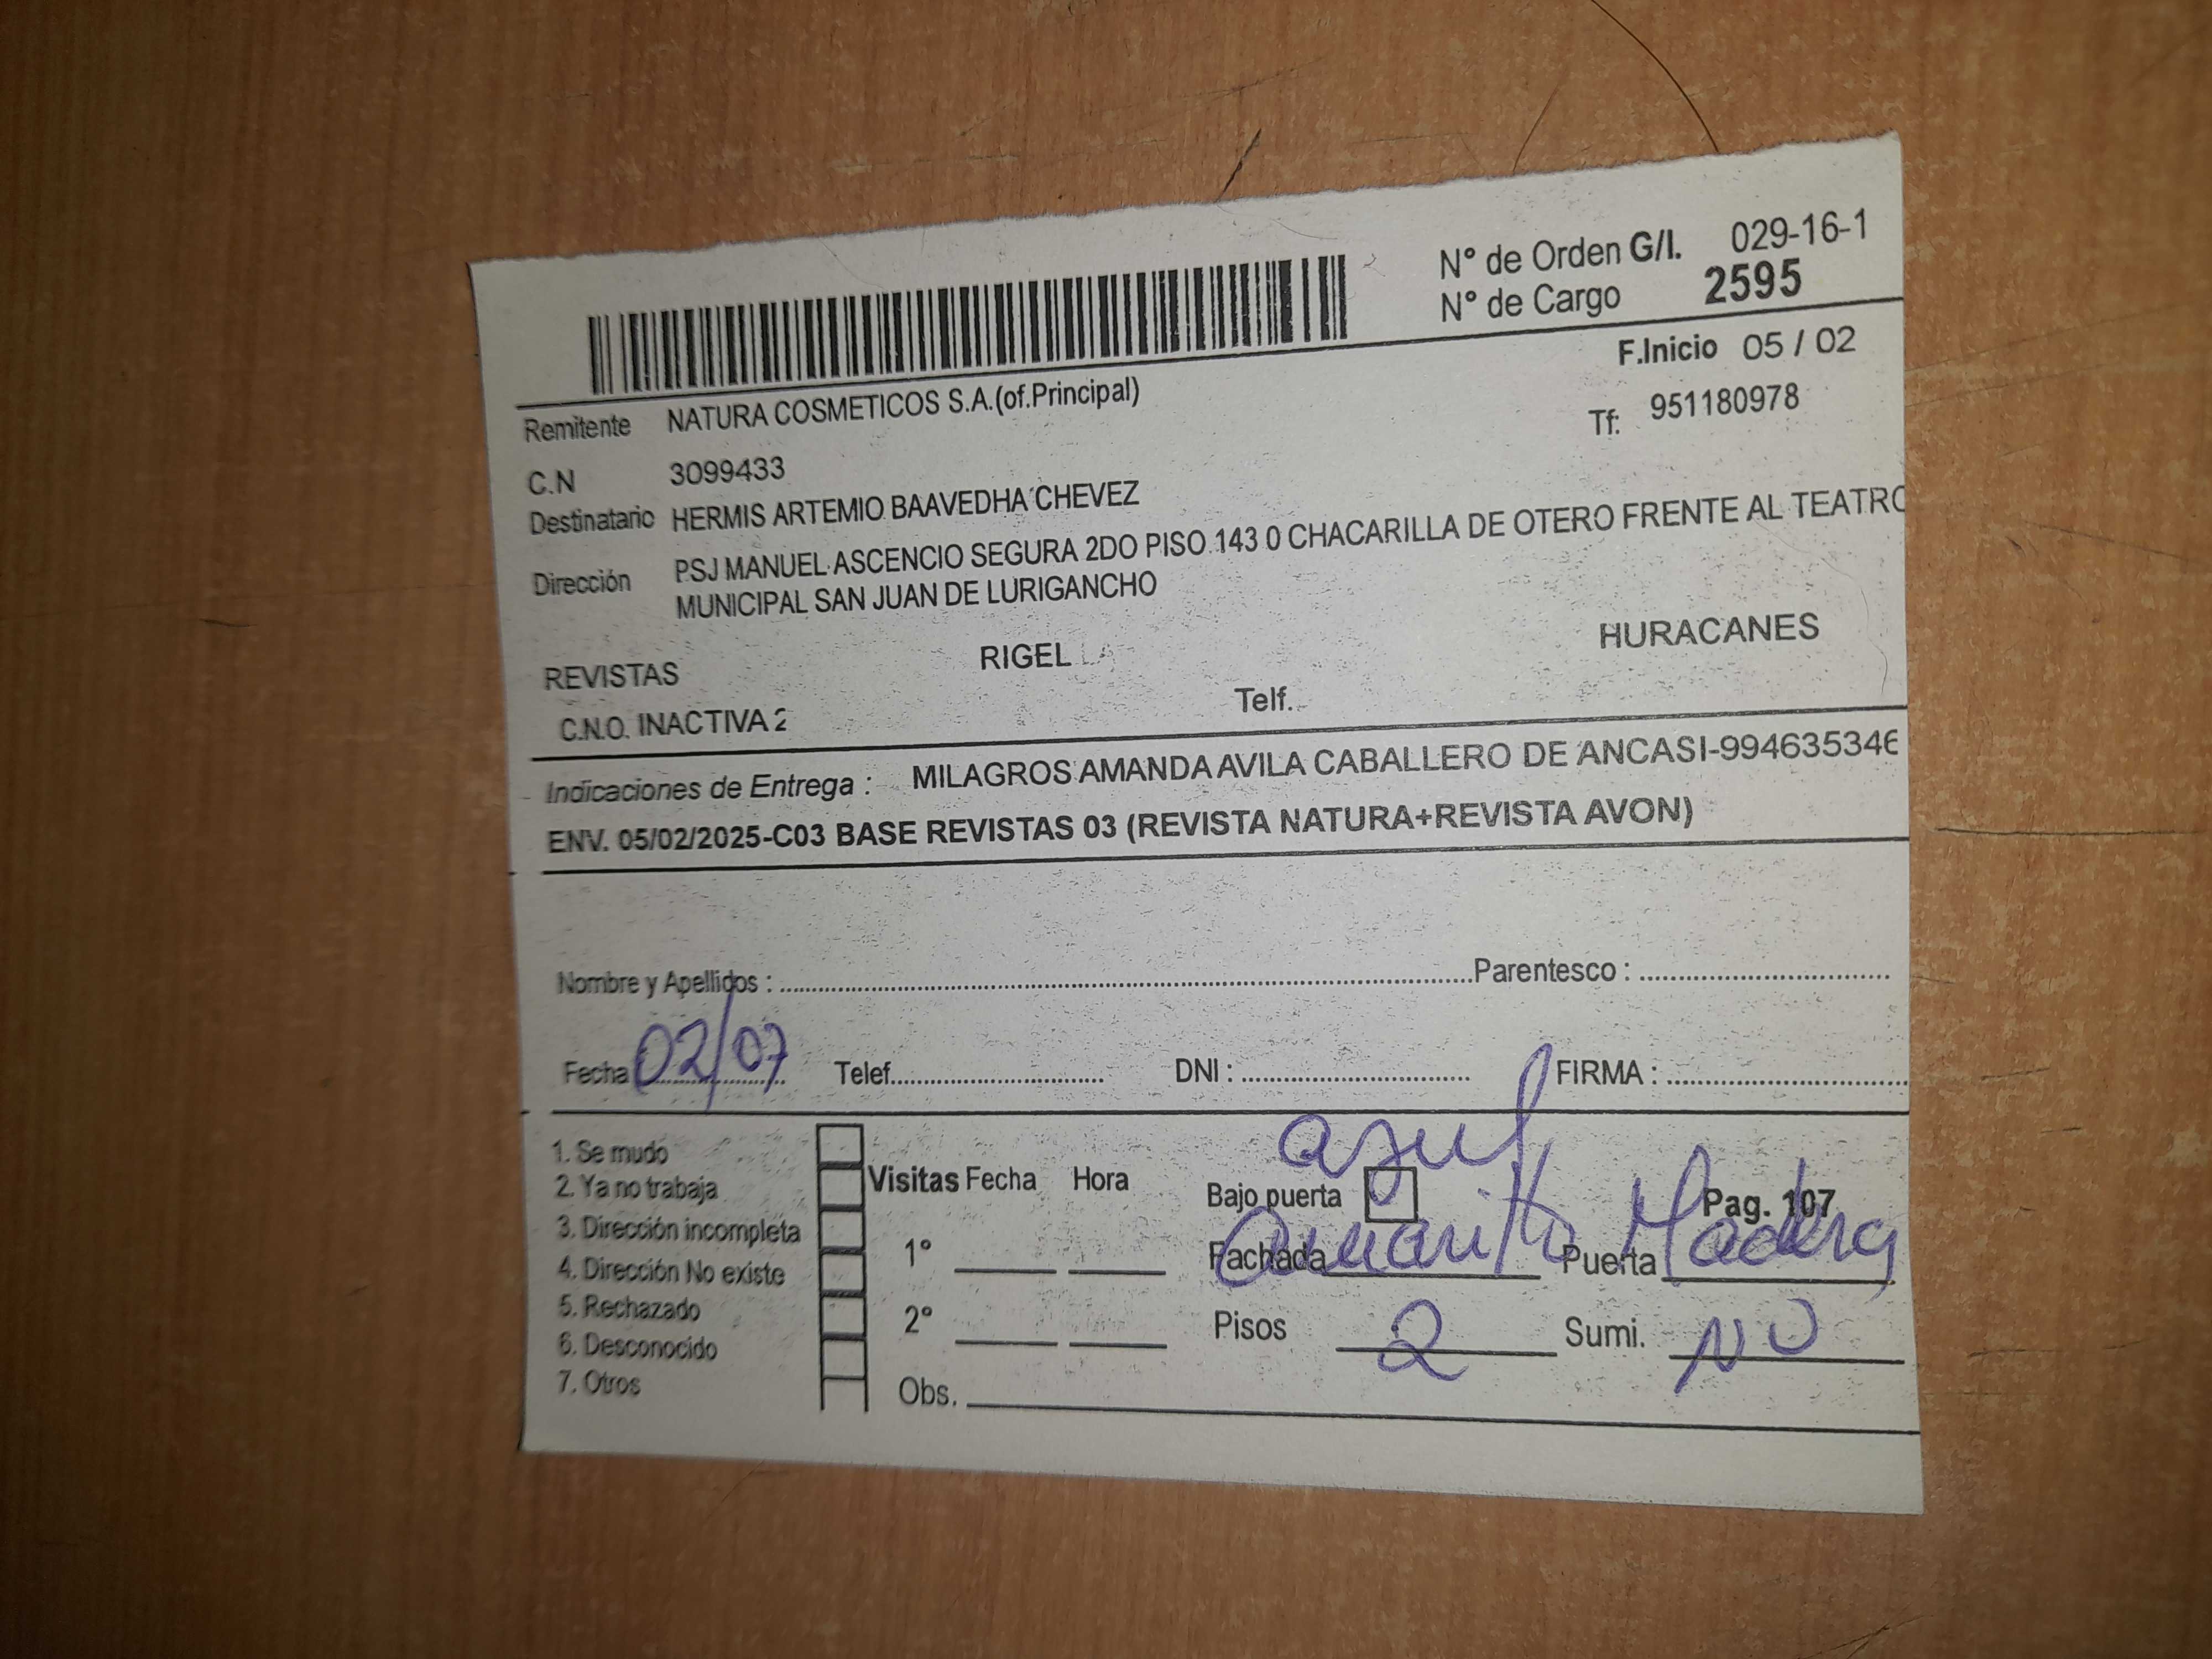 N° de Orden G/I. 029-16-1
N° de Cargo 2595
F.Inicio 05 / 02
Remitente NATURA COSMETICOS S.A.(of.Principal)
Tf: 951180978
C.N 3099433
Destinatario HERMIS ARTEMIO BAAVEDHA CHEVEZ
Dirección PSJ MANUEL ASCENCIO SEGURA 2DO PISO 143 0 CHACARILLA DE OTERO FRENTE AL TEATRO
MUNICIPAL SAN JUAN DE LURIGANCHO
REVISTAS RIGEL HURACANES
C.N.O. INACTIVA 2 Telf.
Indicaciones de Entrega : MILAGROS AMANDA AVILA CABALLERO DE ANCASI-994635346
ENV. 05/02/2025-C03 BASE REVISTAS 03 (REVISTA NATURA+REVISTA AVON)
Nombre y Apellidos : Parentesco :
Fecha 02/07 Telef. DNI : FIRMA :
azul
1. Se mudo
2. Ya no trabaja
3. Dirección incompleta
4. Dirección No existe
5. Rechazado
6. Desconocido
7. Otros
Visitas Fecha Hora
1°
2°
Obs.
Bajo puerta Pag. 107
Fachada amarillo Puerta Madera
Pisos 2 Sumi. NO